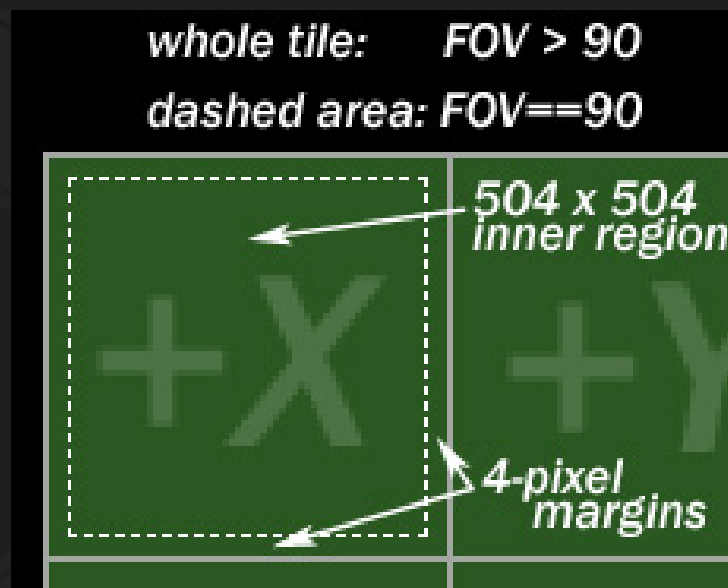 whole tile: FOV > 90
dashed area: FOV==90
504 x 504
inner region
+X
+Y
4-pixel
margins